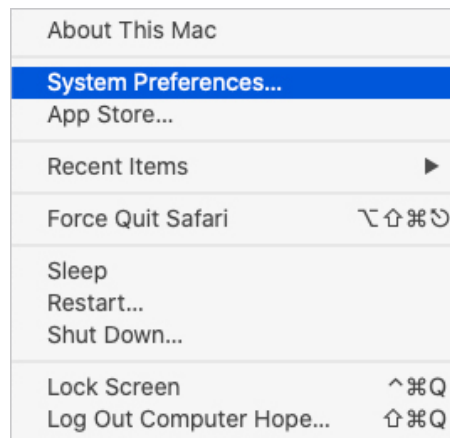 About This Mac
System Preferences...
App Store...
Recent Items ▶
Force Quit Safari ⌥⇧⌘⎋
Sleep
Restart...
Shut Down...
Lock Screen ^⌘Q
Log Out Computer Hope... ⇧⌘Q